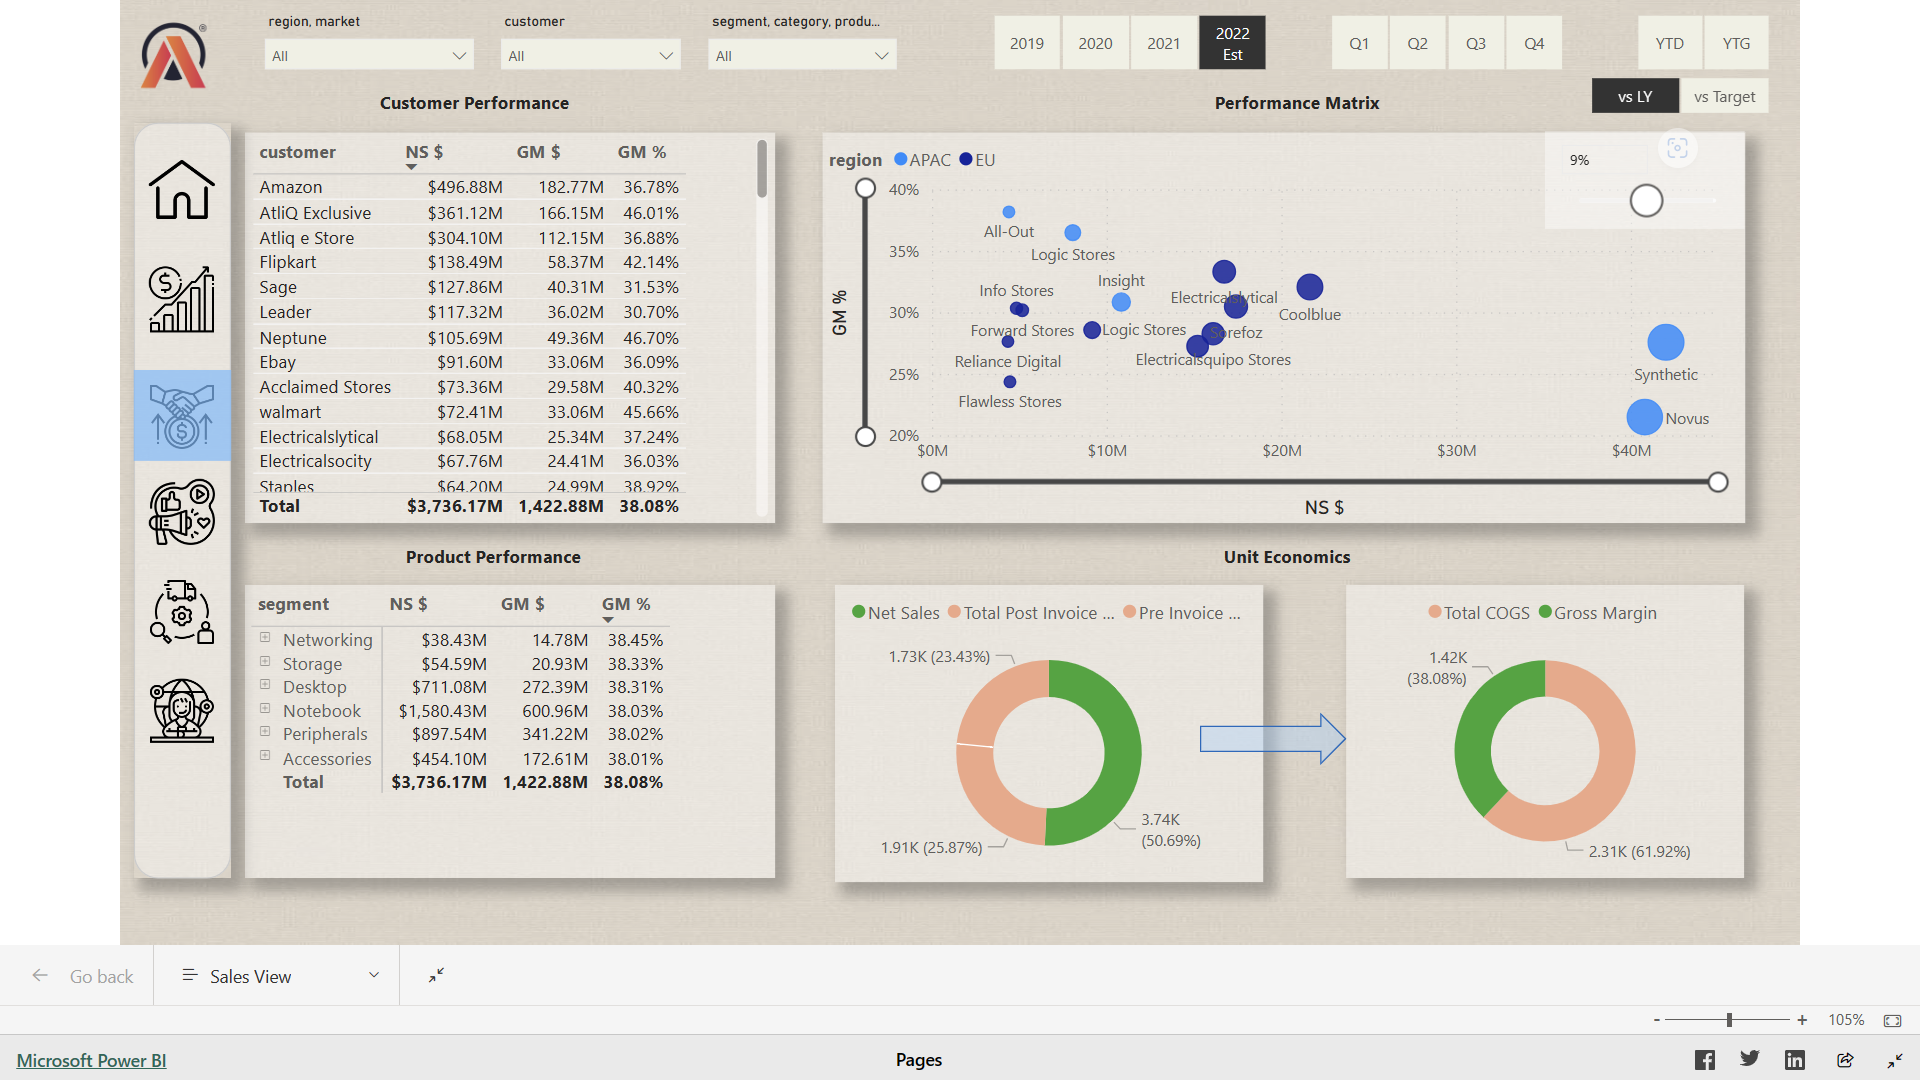 region, market
customer
segment, category, produ...
All
All
All
2019
2020
2021
2022
Est
Q1
Q2
Q3
Q4
YTD
YTG
vs LY
vs Target
Customer Performance
customer NS $ GM $ GM %
Amazon $496.88M 182.77M 36.78%
AtliQ Exclusive $361.12M 166.15M 46.01%
Atliq e Store $304.10M 112.15M 36.88%
Flipkart $138.49M 58.37M 42.14%
Sage $127.86M 40.31M 31.53%
Leader $117.32M 36.02M 30.70%
Neptune $105.69M 49.36M 46.70%
Ebay $91.60M 33.06M 36.09%
Acclaimed Stores $73.36M 29.58M 40.32%
walmart $72.41M 33.06M 45.66%
Electricalslytical $68.05M 25.34M 37.24%
Electricalsocity $67.76M 24.41M 36.03%
Staples $64.20M 24.99M 38.92%
Total $3,736.17M 1,422.88M 38.08%
Performance Matrix
region APAC EU
9%
GM %
40%
35%
30%
25%
20%
All-Out
Logic Stores
Insight
Info Stores
Electricalslytical
Coolblue
Forward Stores
Logic Stores
Sorefoz
Reliance Digital
Electricalsquipo Stores
Synthetic
Flawless Stores
Novus
$0M $10M $20M $30M $40M
NS $
Product Performance
segment NS $ GM $ GM %
Networking $38.43M 14.78M 38.45%
Storage $54.59M 20.93M 38.33%
Desktop $711.08M 272.39M 38.31%
Notebook $1,580.43M 600.96M 38.03%
Peripherals $897.54M 341.22M 38.02%
Accessories $454.10M 172.61M 38.01%
Total $3,736.17M 1,422.88M 38.08%
Unit Economics
Net Sales Total Post Invoice ... Pre Invoice ...
1.73K (23.43%)
3.74K
(50.69%)
1.91K (25.87%)
Total COGS Gross Margin
1.42K
(38.08%)
2.31K (61.92%)
Go back
Sales View
- + 105%
Microsoft Power BI
Pages